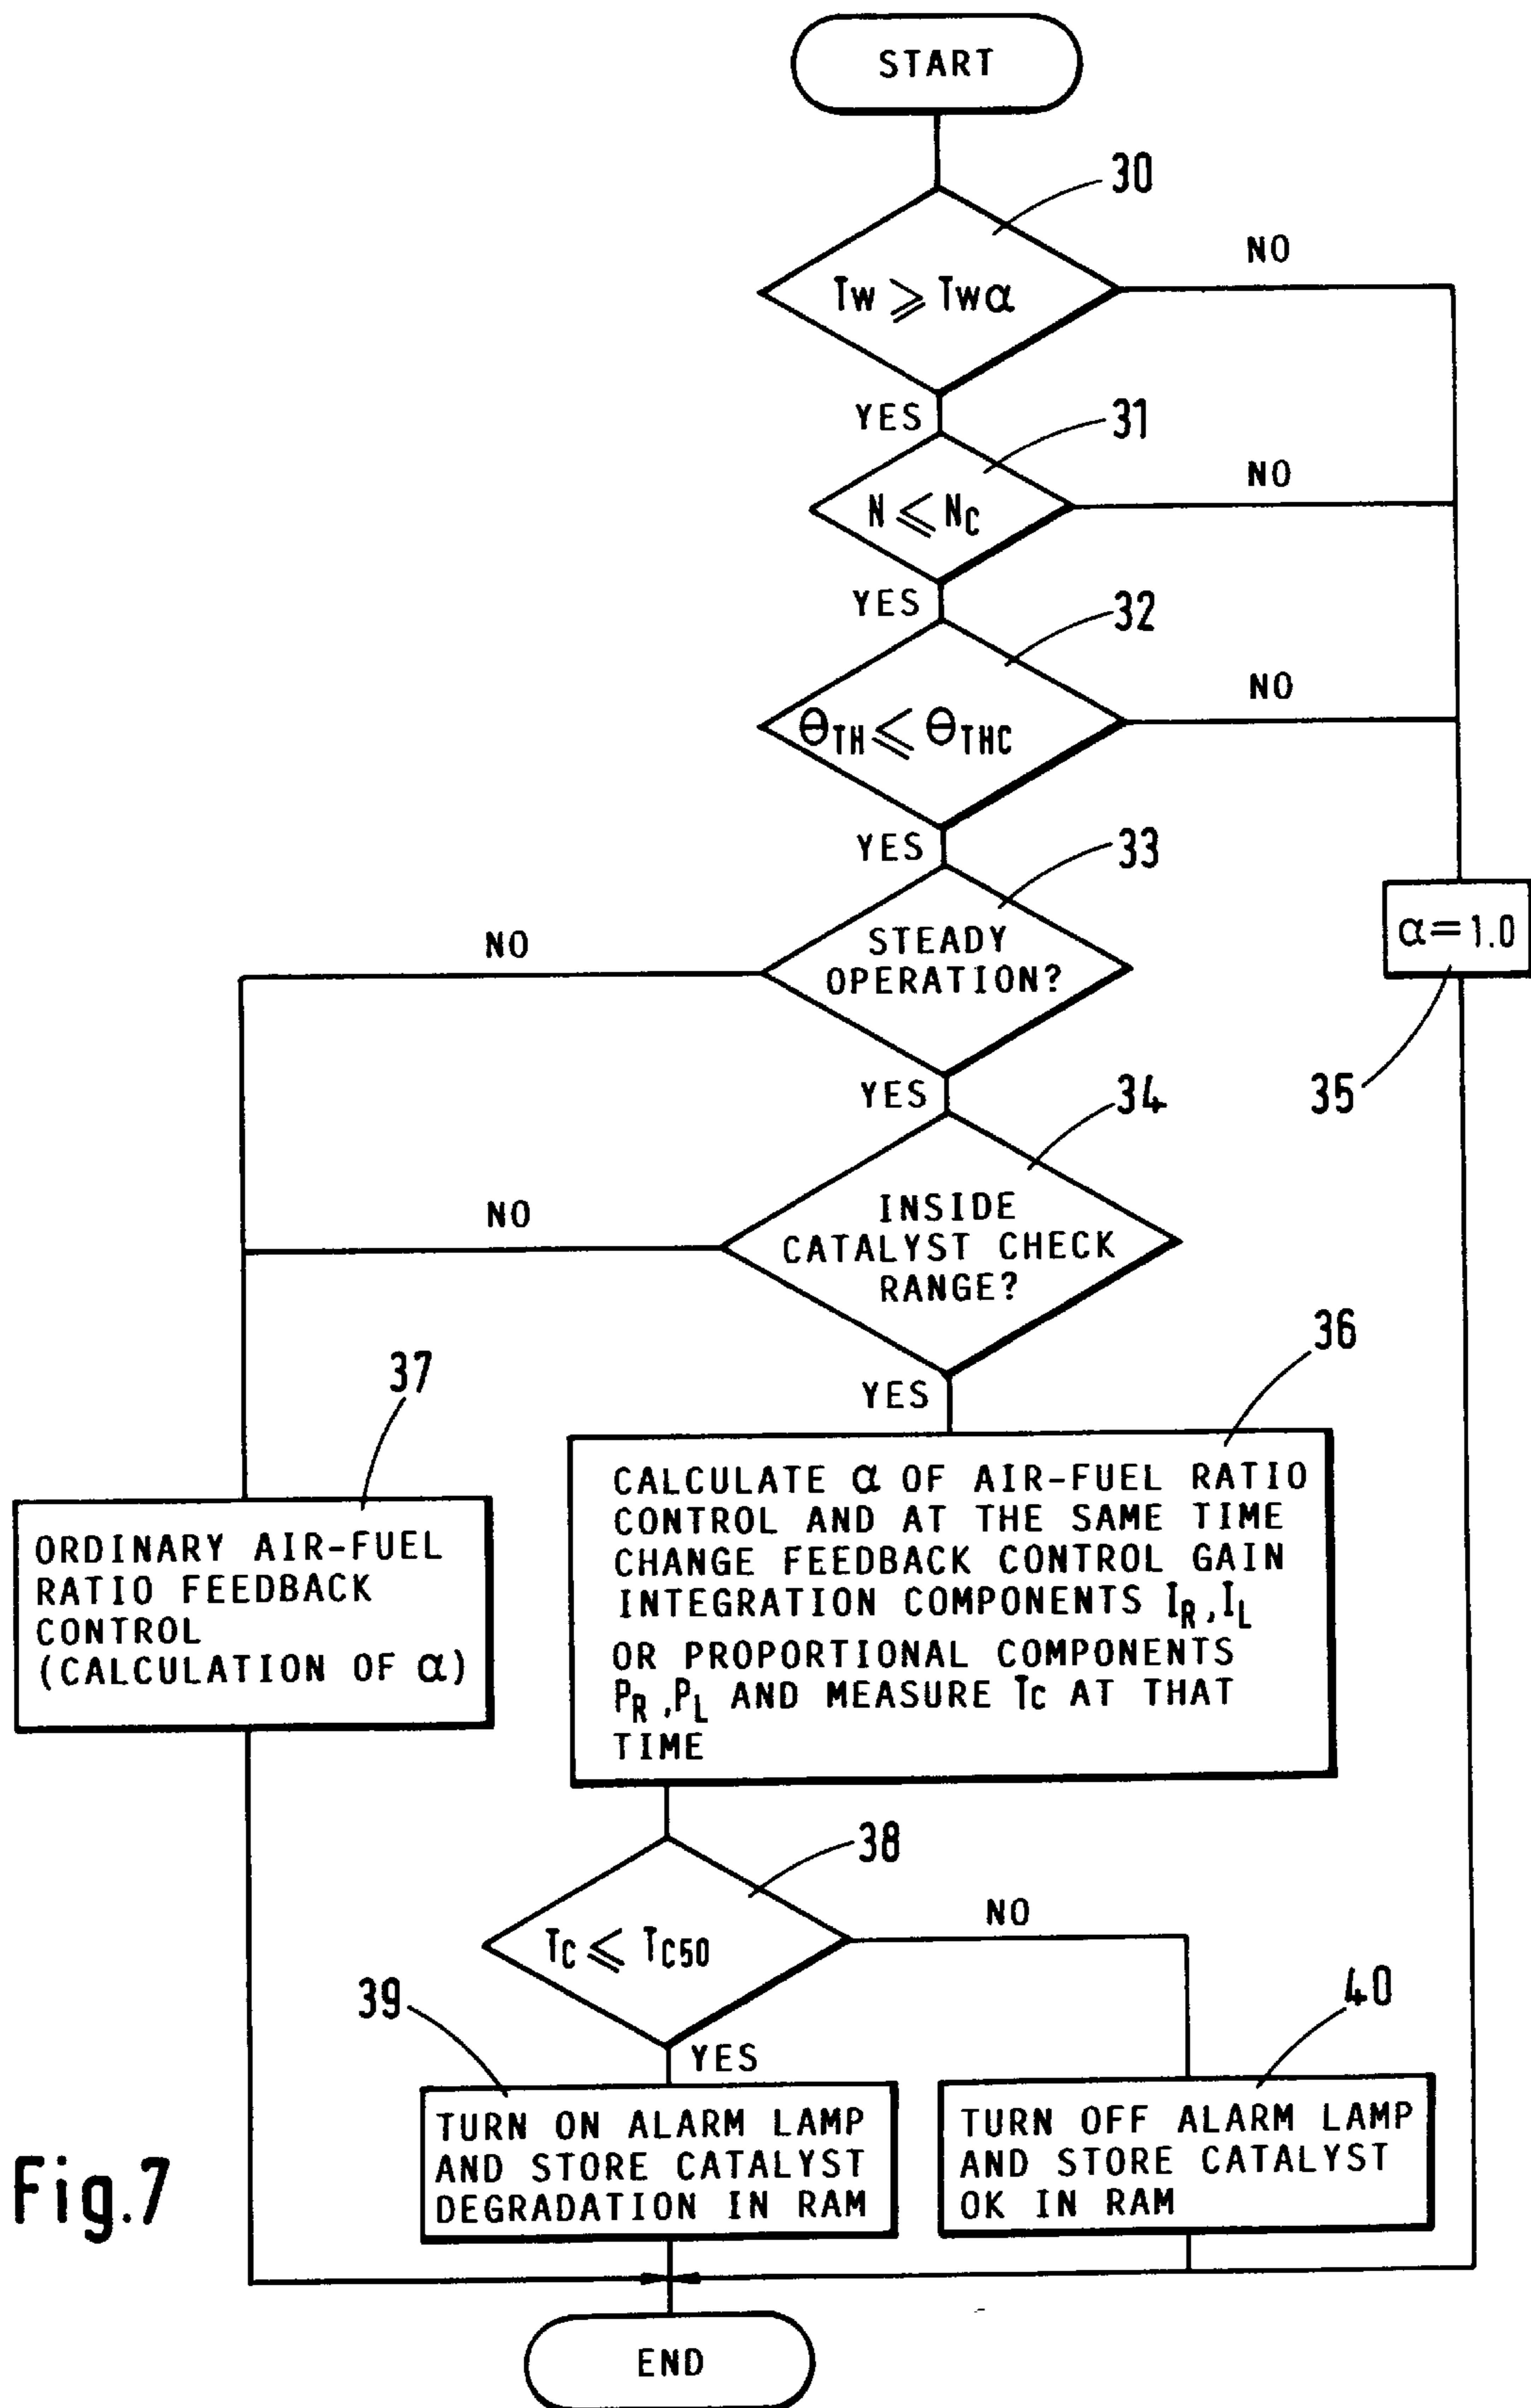 START
30
NO
Tw ≧ Twα
YES
31
NO
N ≦ NC
YES
32
NO
θTH ≦ θTHC
YES
33
NO
STEADY
OPERATION?
α=1.0
YES
34
35
NO
INSIDE
CATALYST CHECK
RANGE?
36
37
YES
CALCULATE α OF AIR-FUEL RATIO
CONTROL AND AT THE SAME TIME
CHANGE FEEDBACK CONTROL GAIN
INTEGRATION COMPONENTS IR, IL
OR PROPORTIONAL COMPONENTS
PR, PL AND MEASURE TC AT THAT
TIME
ORDINARY AIR-FUEL
RATIO FEEDBACK
CONTROL
(CALCULATION OF α)
38
NO
TC ≦ TC50
39
40
YES
TURN ON ALARM LAMP
AND STORE CATALYST
DEGRADATION IN RAM
TURN OFF ALARM LAMP
AND STORE CATALYST
OK IN RAM
Fig.7
END